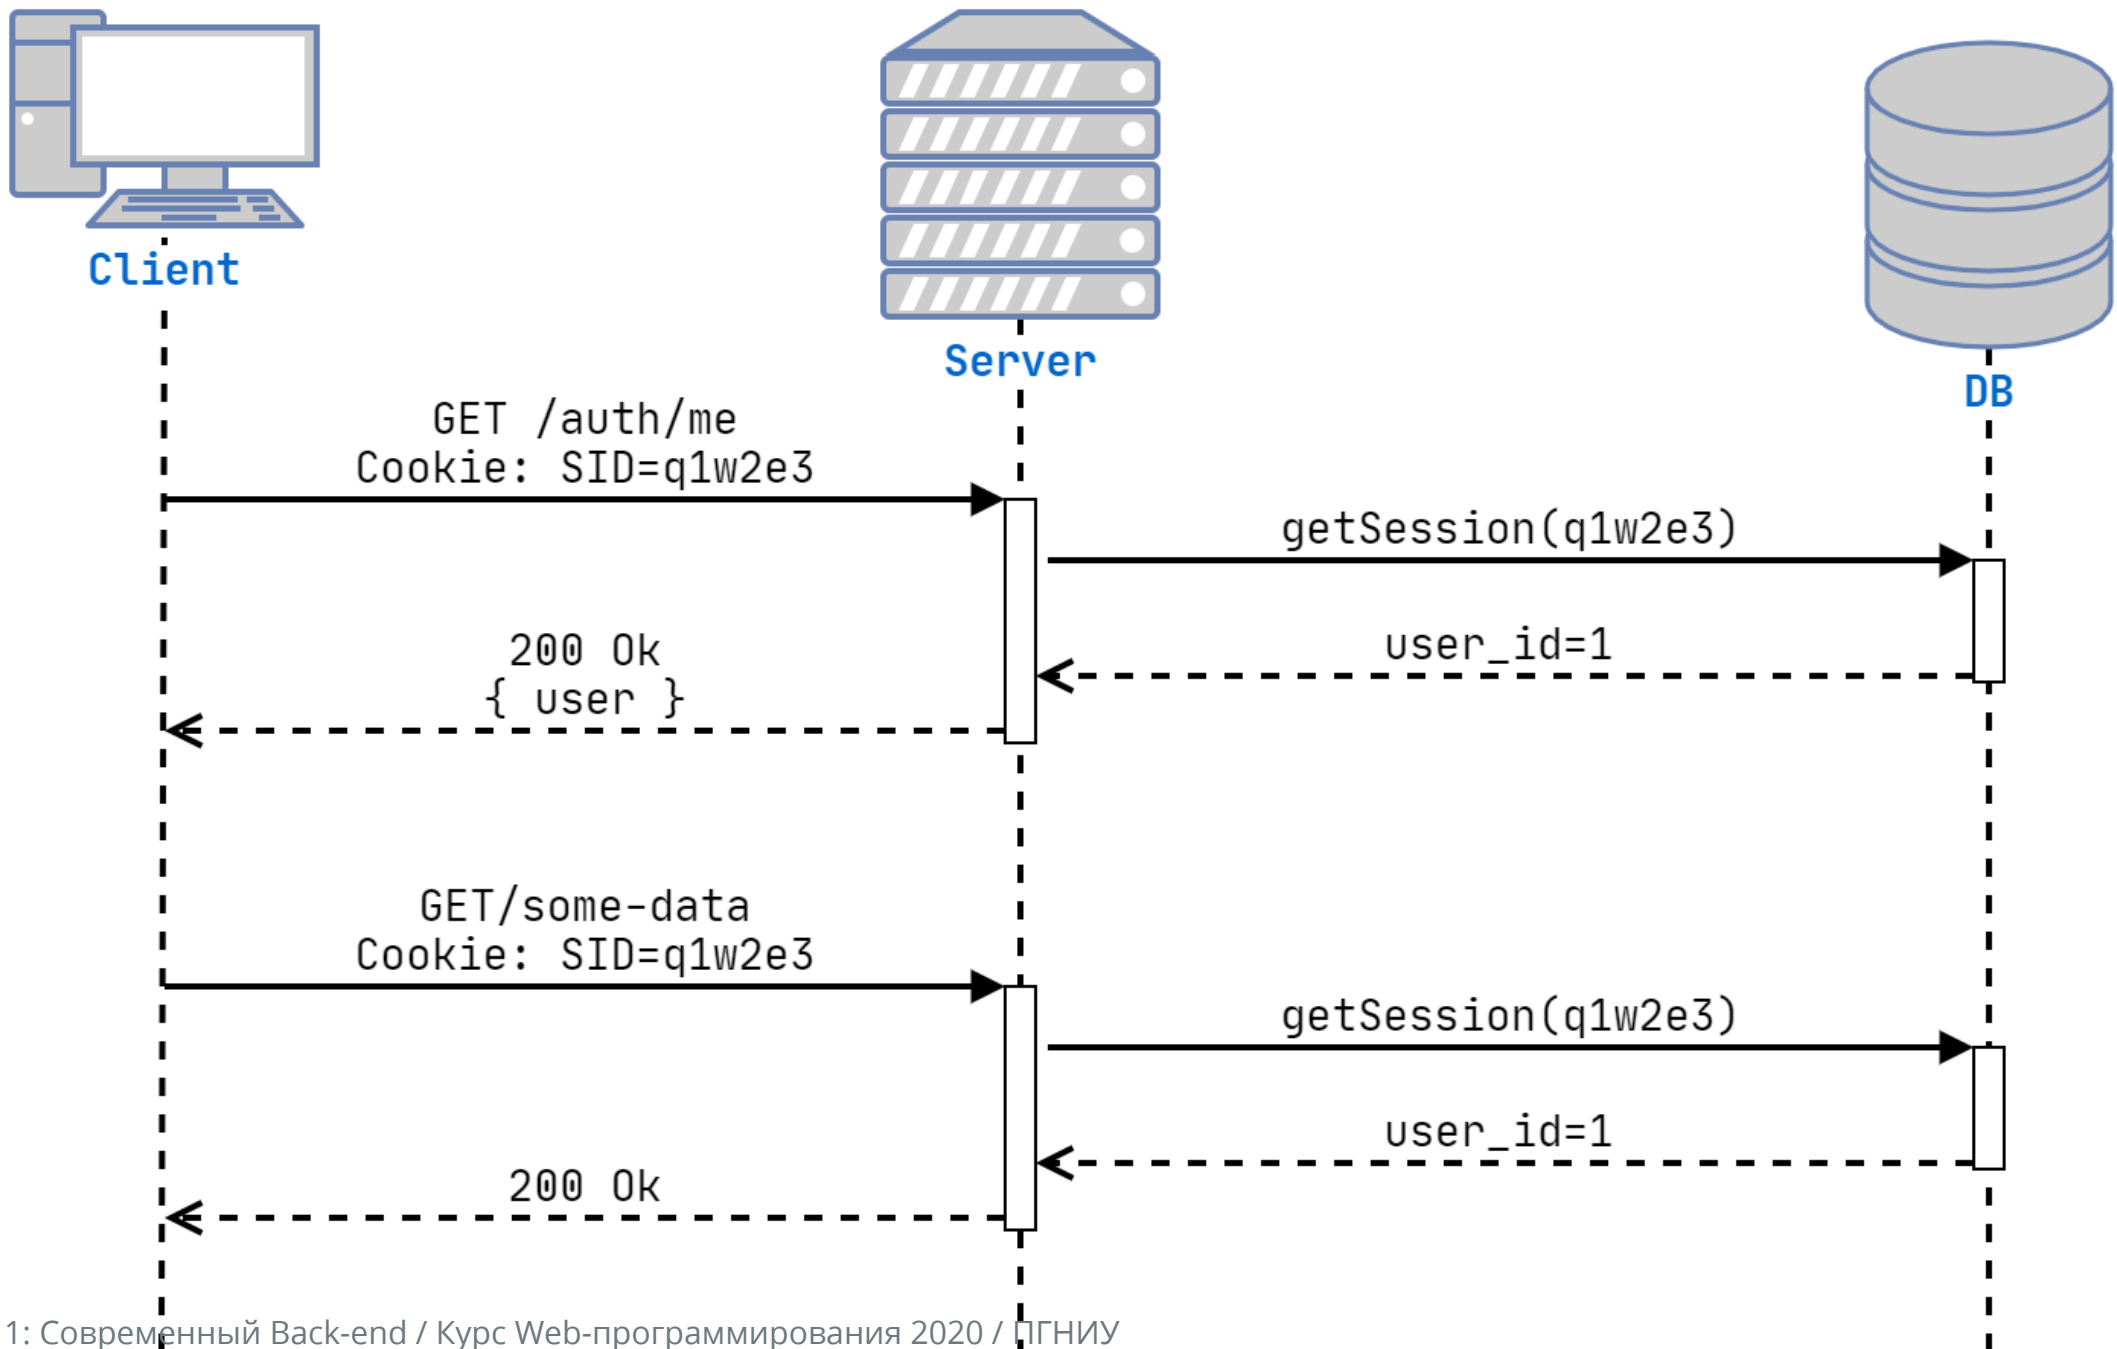 Client
Server
DB
GET /auth/me
Cookie: SID=q1w2e3
getSession(q1w2e3)
user_id=1
200 Ok
{ user }
GET/some-data
Cookie: SID=q1w2e3
getSession(q1w2e3)
user_id=1
200 Ok
1: Современный Back-end / Курс Web-программирования 2020 / ПГНИУ